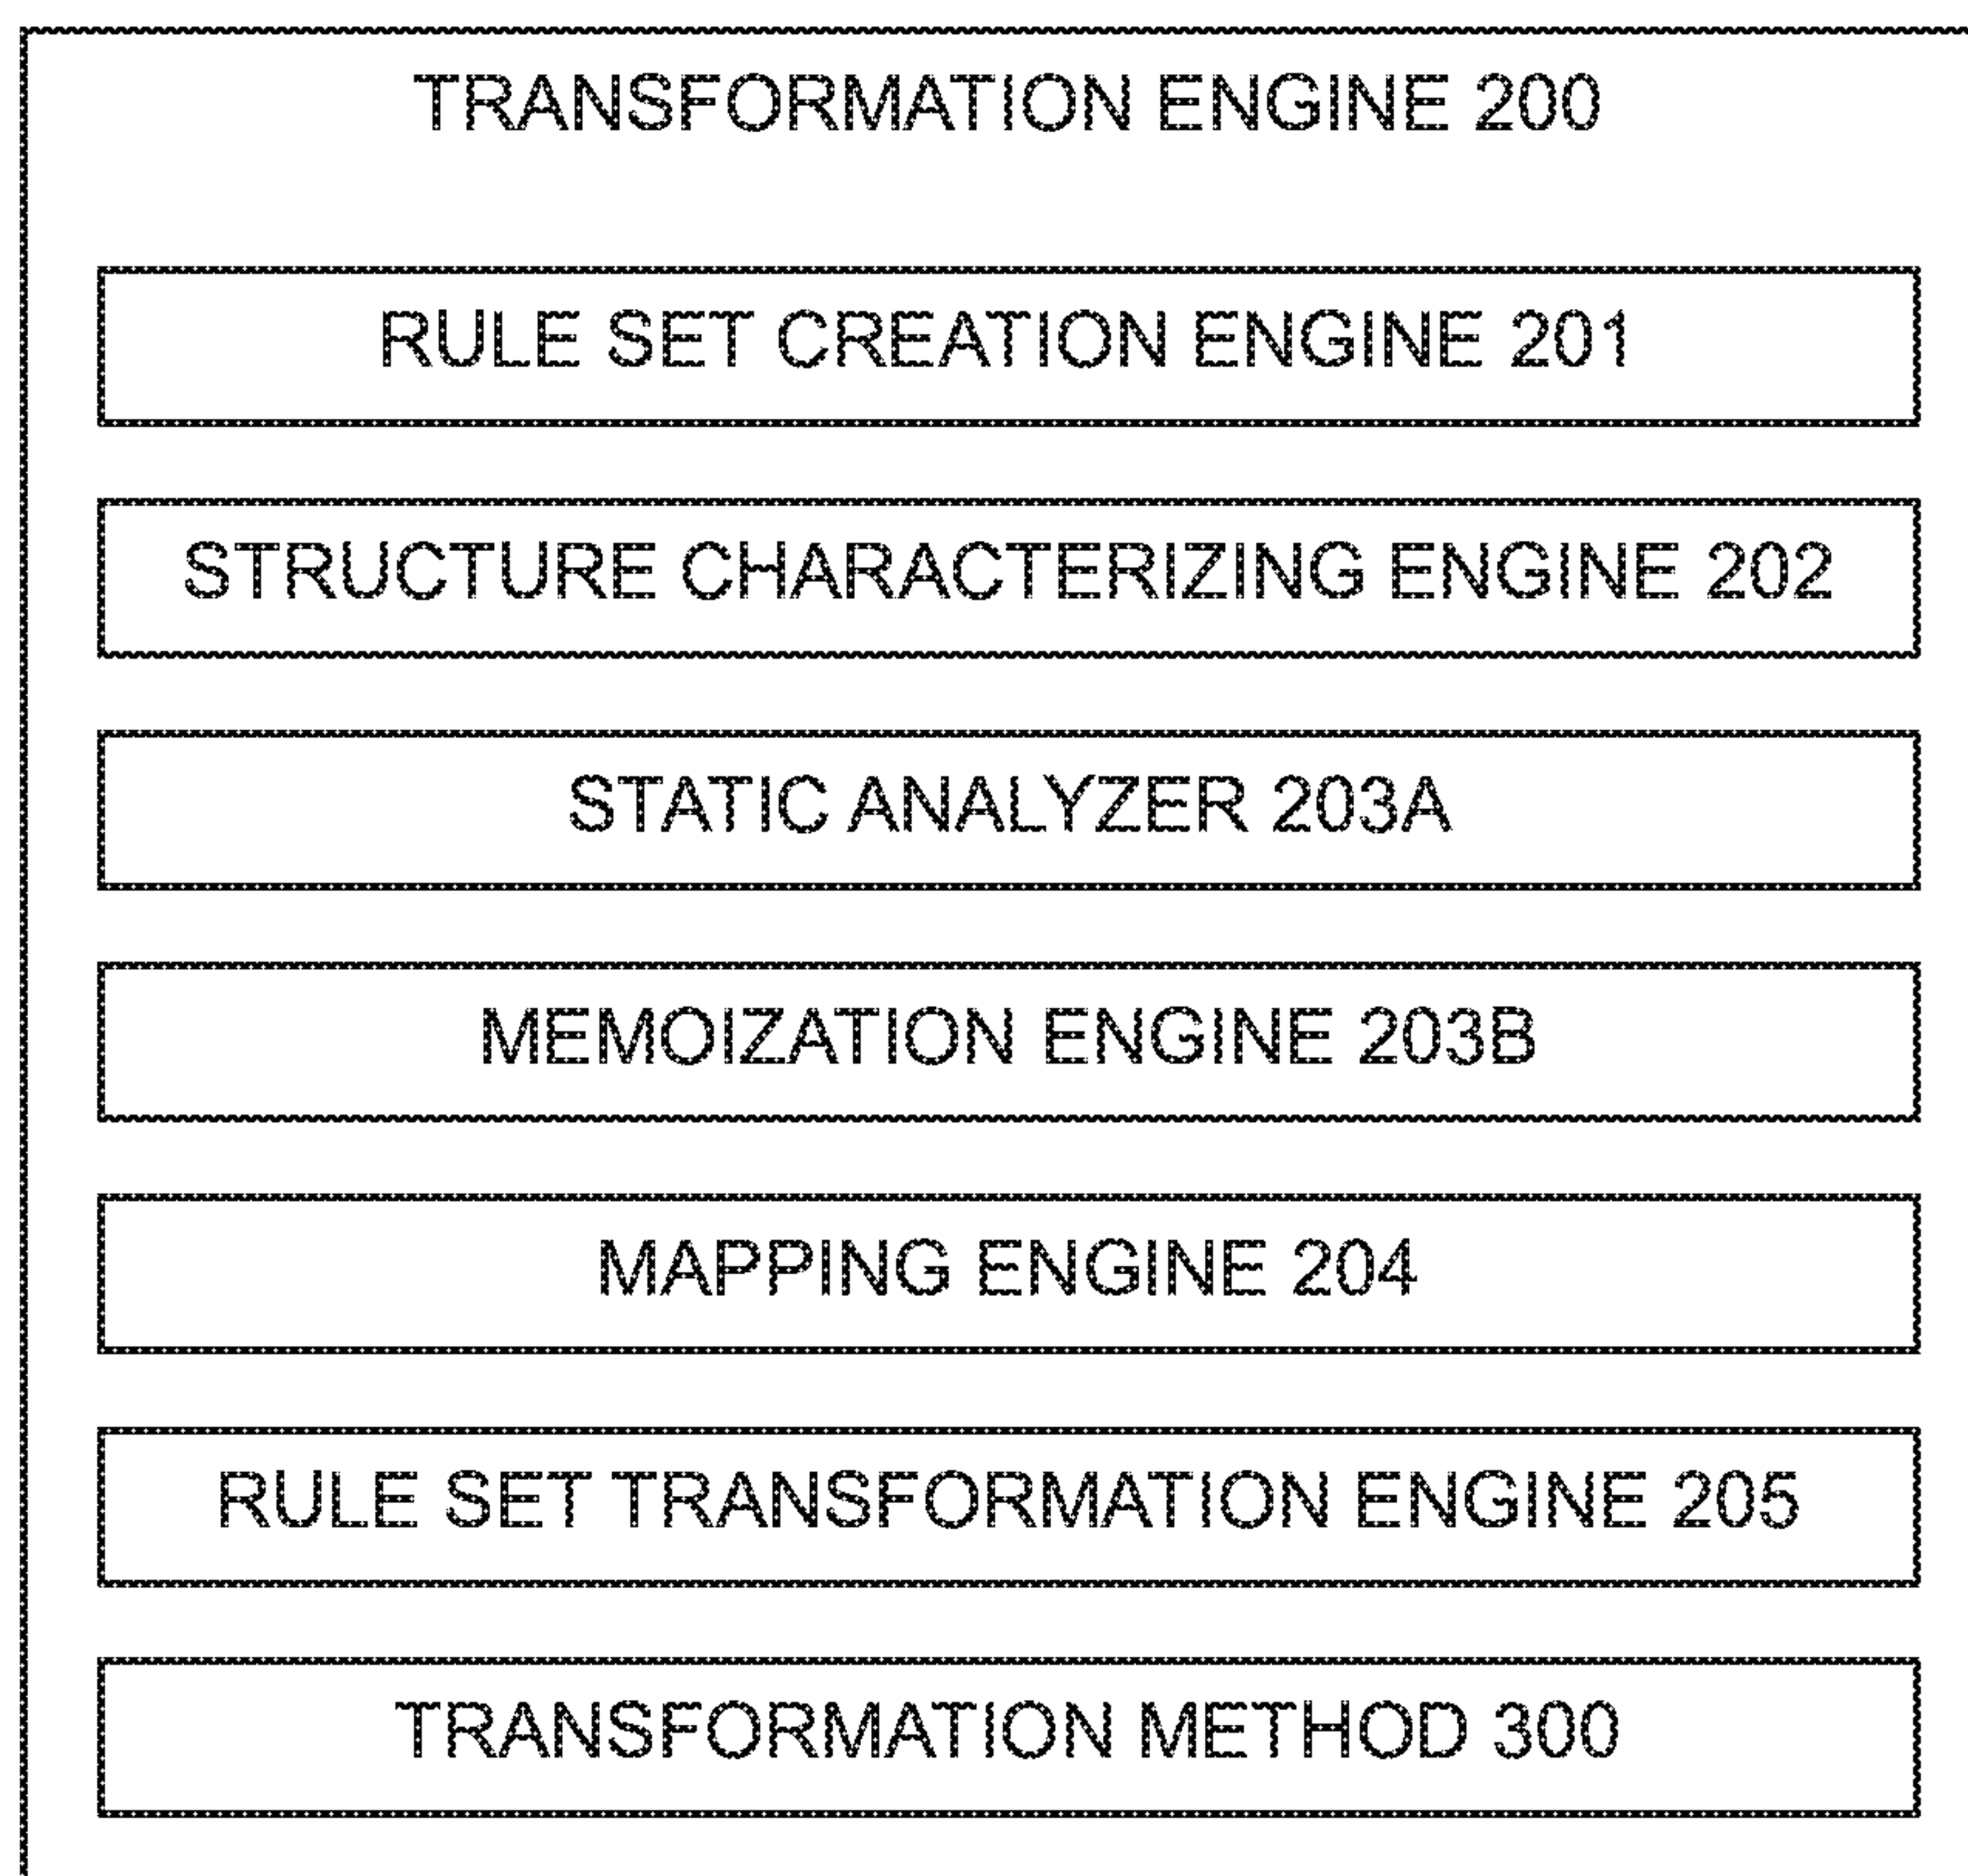 TRANSFORMATION ENGINE 200
RULE SET CREATION ENGINE 201
STRUCTURE CHARACTERIZING ENGINE 202
STATIC ANALYZER 203A
MEMOIZATION ENGINE 203B
MAPPING ENGINE 204
RULE SET TRANSFORMATION ENGINE 205
TRANSFORMATION METHOD 300